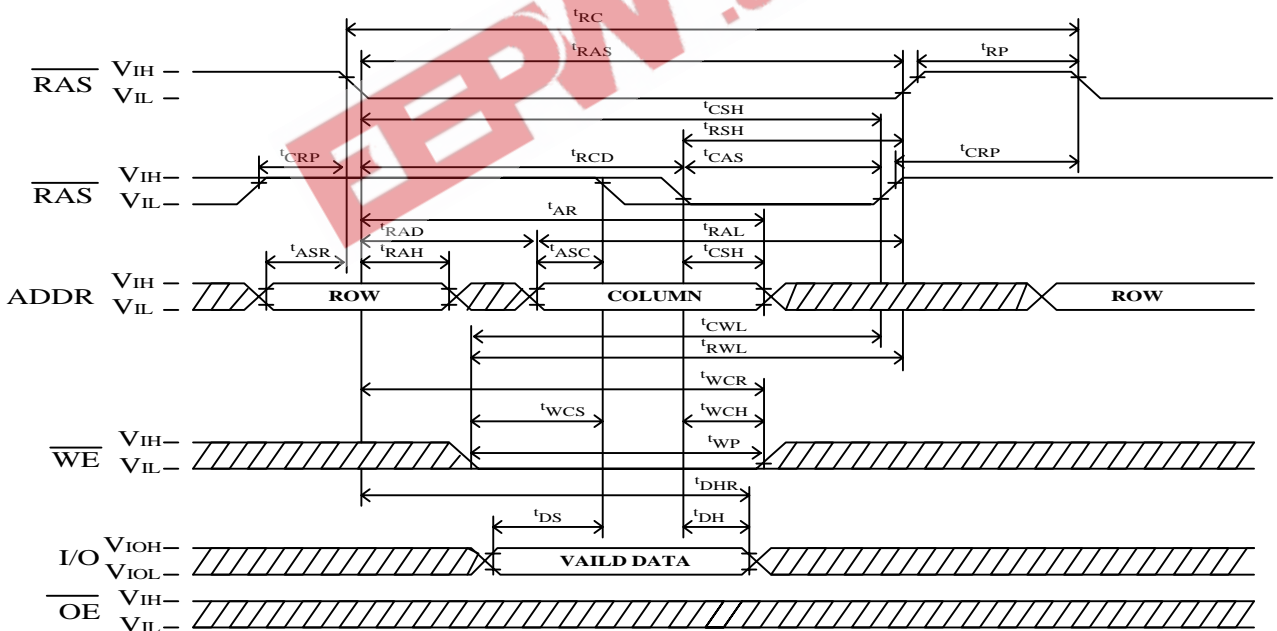 tRC
tRAS
tRP
RAS VIH
VIL
tCSH
tRSH
tCRP tRCD tCAS tCRP
RAS VIH
VIL
tAR
tRAD tRAL
tASR tRAH tASC tCSH
ADDR VIH
VIL
ROW COLUMN ROW
tCWL
tRWL
tWCR
tWCS tWCH
tWP
WE VIH
VIL
tDHR
tDS tDH
I/O VIOH
VIOL
VAILD DATA
OE VIH
VIL
EEPW